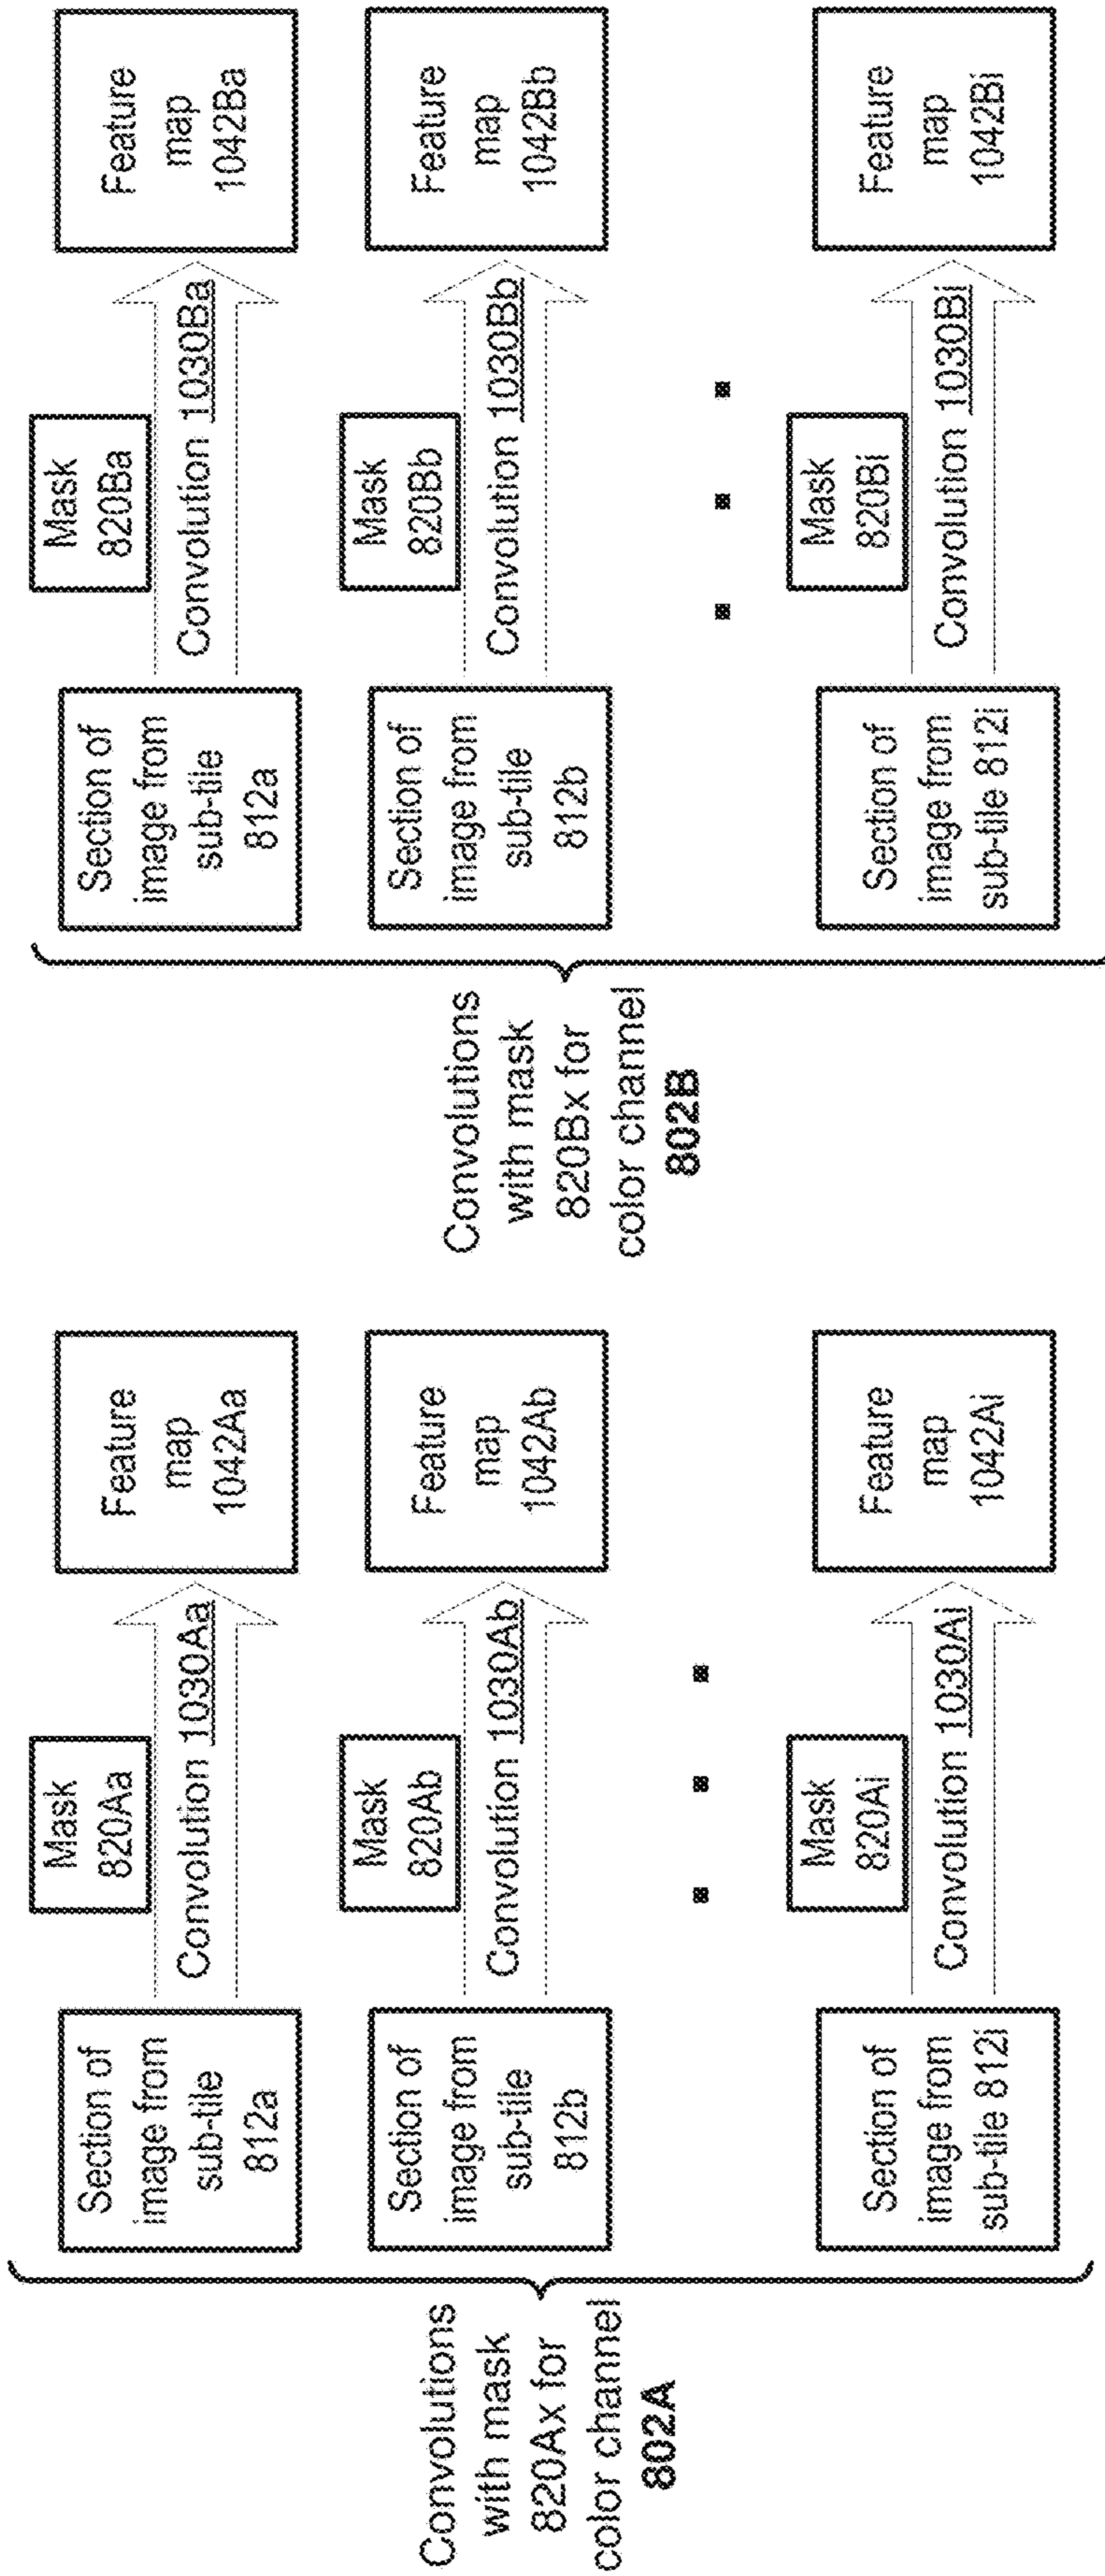 Convolutions
with mask
820Ax for
color channel
802A
Section of
image from
sub-tile
812a
Mask
820Aa
Convolution 1030Aa
Feature
map
1042Aa
Section of
image from
sub-tile
812b
Mask
820Ab
Convolution 1030Ab
Feature
map
1042Ab
Section of
image from
sub-tile 812i
Mask
820Ai
Convolution 1030Ai
Feature
map
1042Ai
Convolutions
with mask
820Bx for
color channel
802B
Section of
image from
sub-tile
812a
Mask
820Ba
Convolution 1030Ba
Feature
map
1042Ba
Section of
image from
sub-tile
812b
Mask
820Bb
Convolution 1030Bb
Feature
map
1042Bb
Section of
image from
sub-tile 812i
Mask
820Bi
Convolution 1030Bi
Feature
map
1042Bi